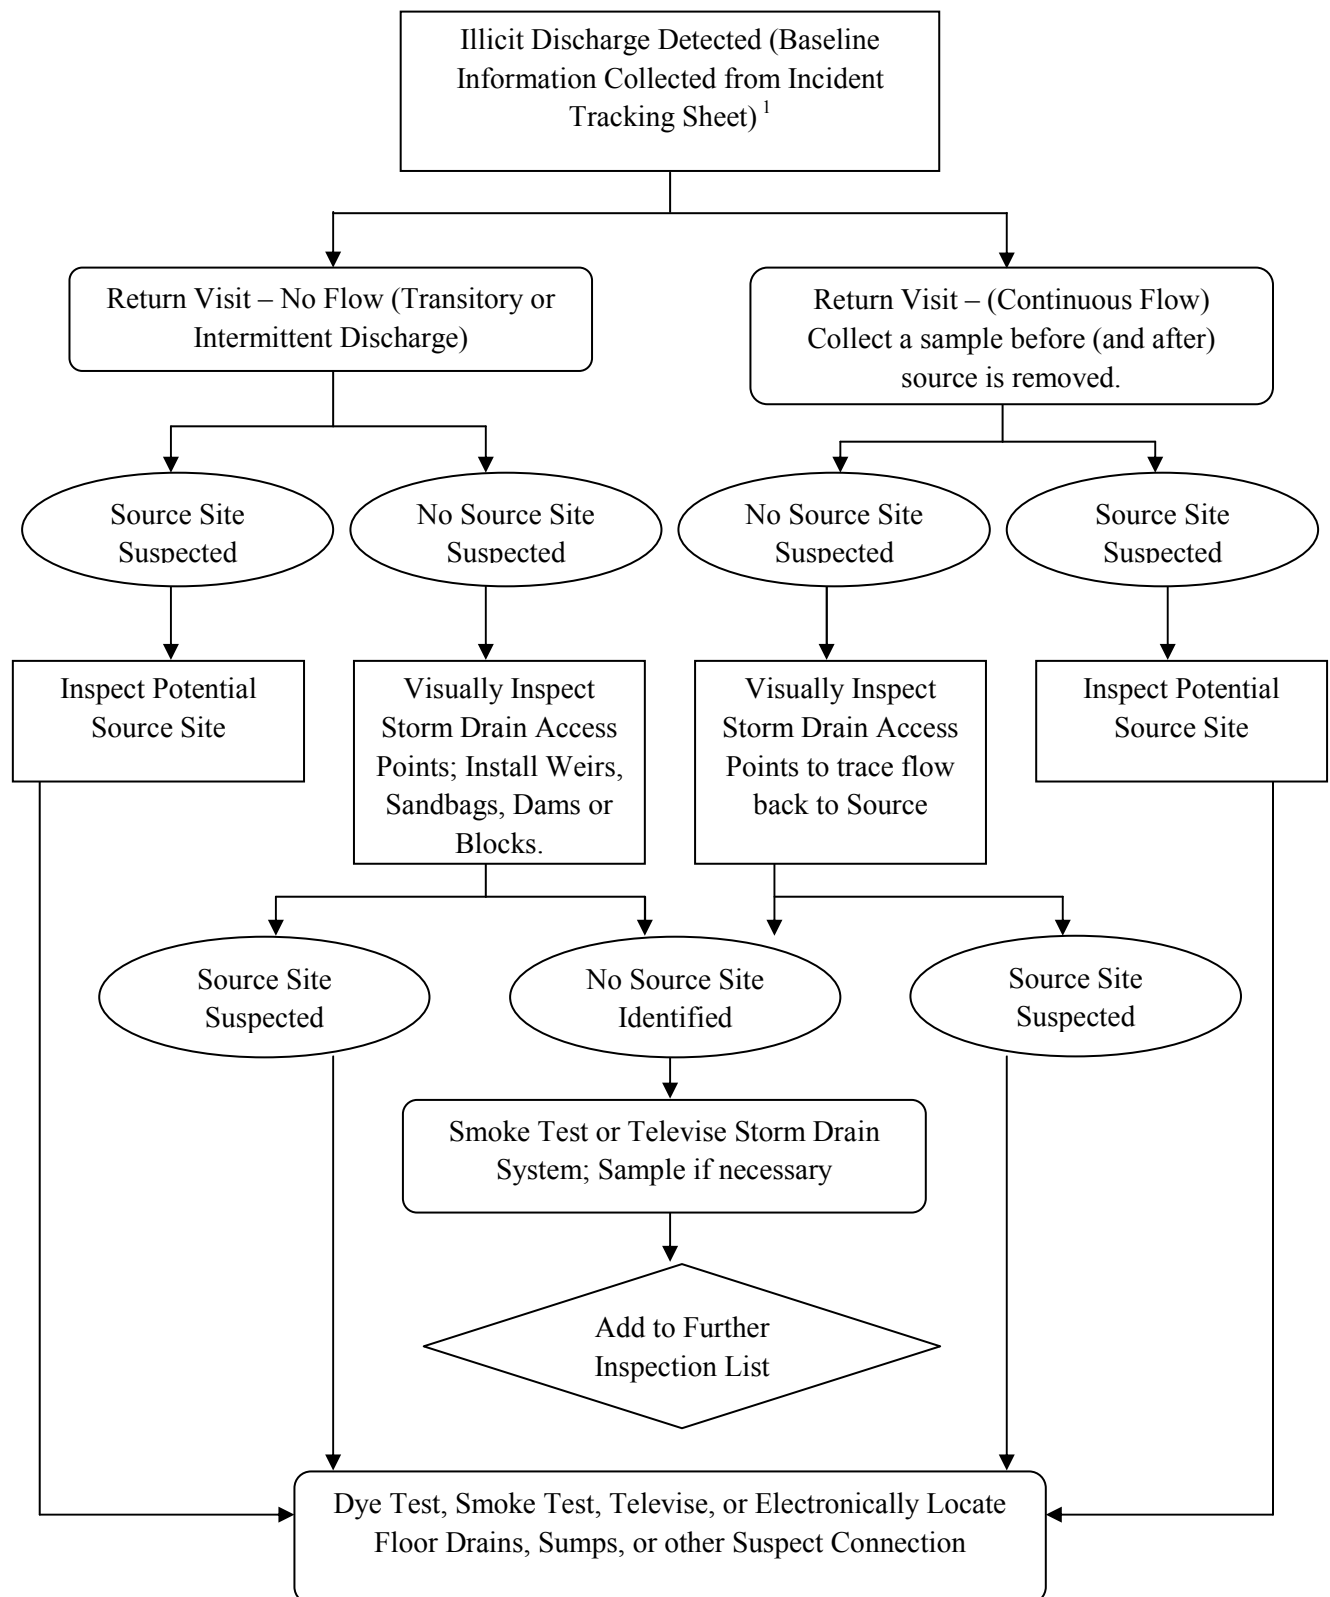 Illicit Discharge Detected (Baseline
Information Collected from Incident
Tracking Sheet) 1
Return Visit – No Flow (Transitory or
Intermittent Discharge)
Return Visit – (Continuous Flow)
Collect a sample before (and after)
source is removed.
Source Site
Suspected
No Source Site
Suspected
No Source Site
Suspected
Source Site
Suspected
Inspect Potential
Source Site
Visually Inspect
Storm Drain Access
Points; Install Weirs,
Sandbags, Dams or
Blocks.
Visually Inspect
Storm Drain Access
Points to trace flow
back to Source
Inspect Potential
Source Site
Source Site
Suspected
No Source Site
Identified
Source Site
Suspected
Smoke Test or Televise Storm Drain
System; Sample if necessary
Add to Further
Inspection List
Dye Test, Smoke Test, Televise, or Electronically Locate
Floor Drains, Sumps, or other Suspect Connection